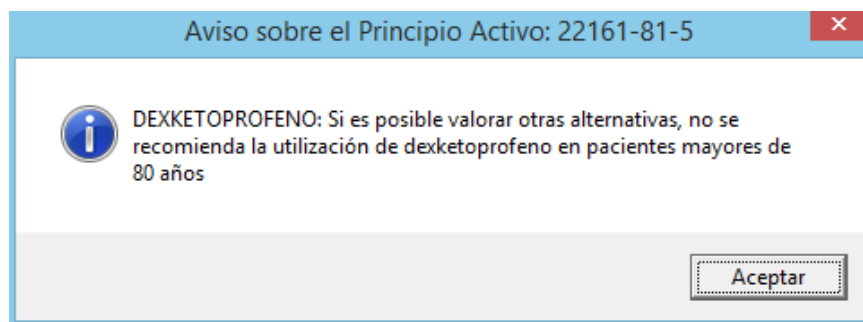 Aviso sobre el Principio Activo: 22161-81-5
DEXKETOPROFENO: Si es posible valorar otras alternativas, no se
recomienda la utilización de dexketoprofeno en pacientes mayores de
80 años
Aceptar